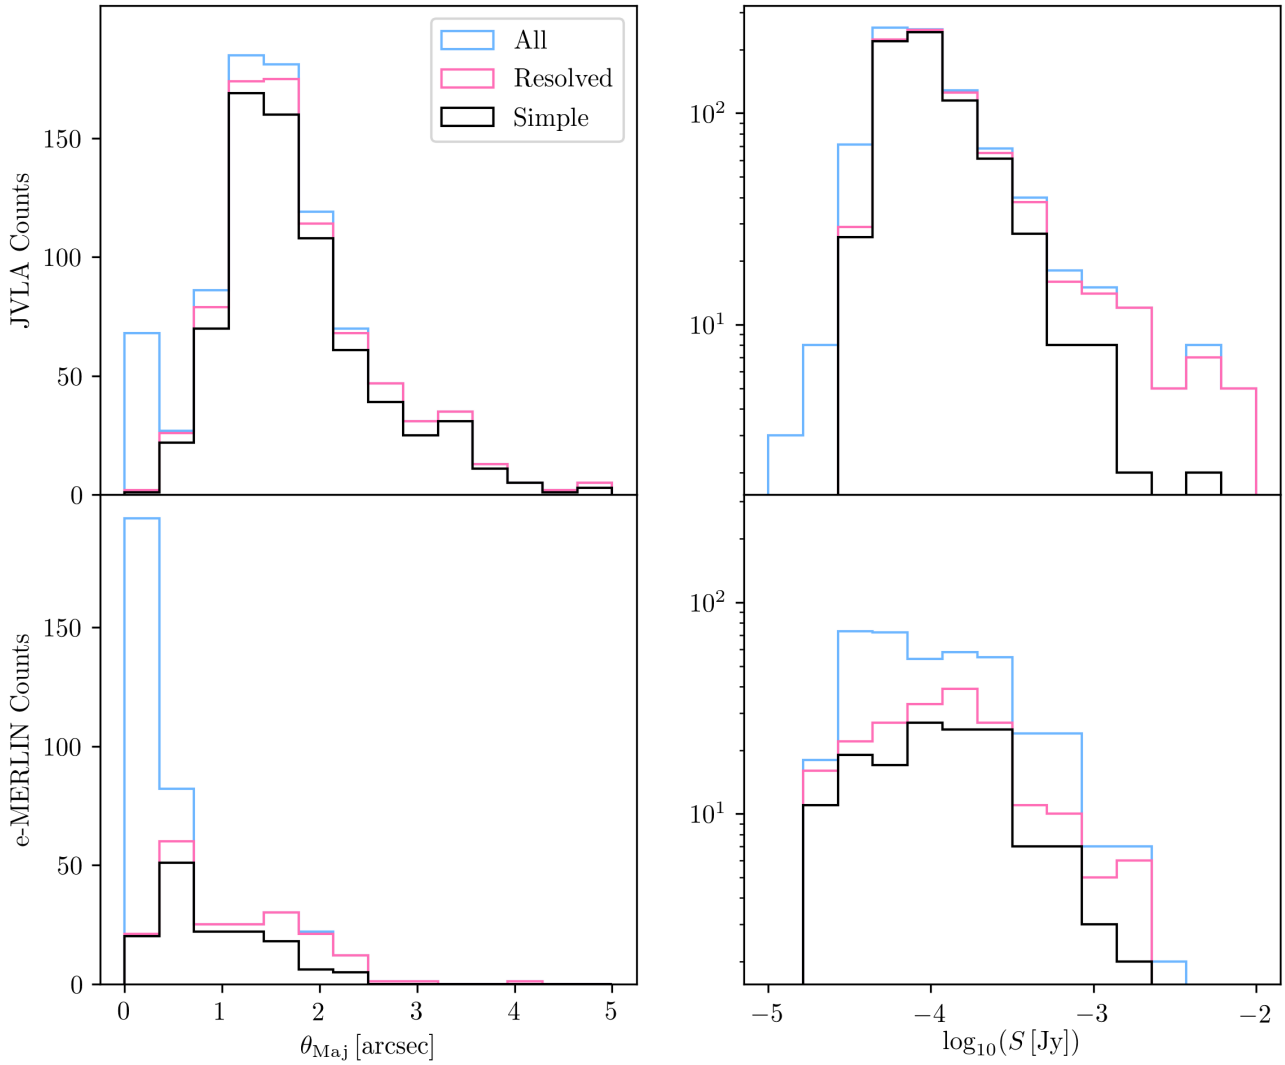 All
Resolved
Simple
JVLA Counts
150
100
50
0
10²
10¹
e-MERLIN Counts
150
100
50
0
10²
10¹
0 1 2 3 4 5
θ_Maj [arcsec]
−5 −4 −3 −2
log₁₀(S [Jy])